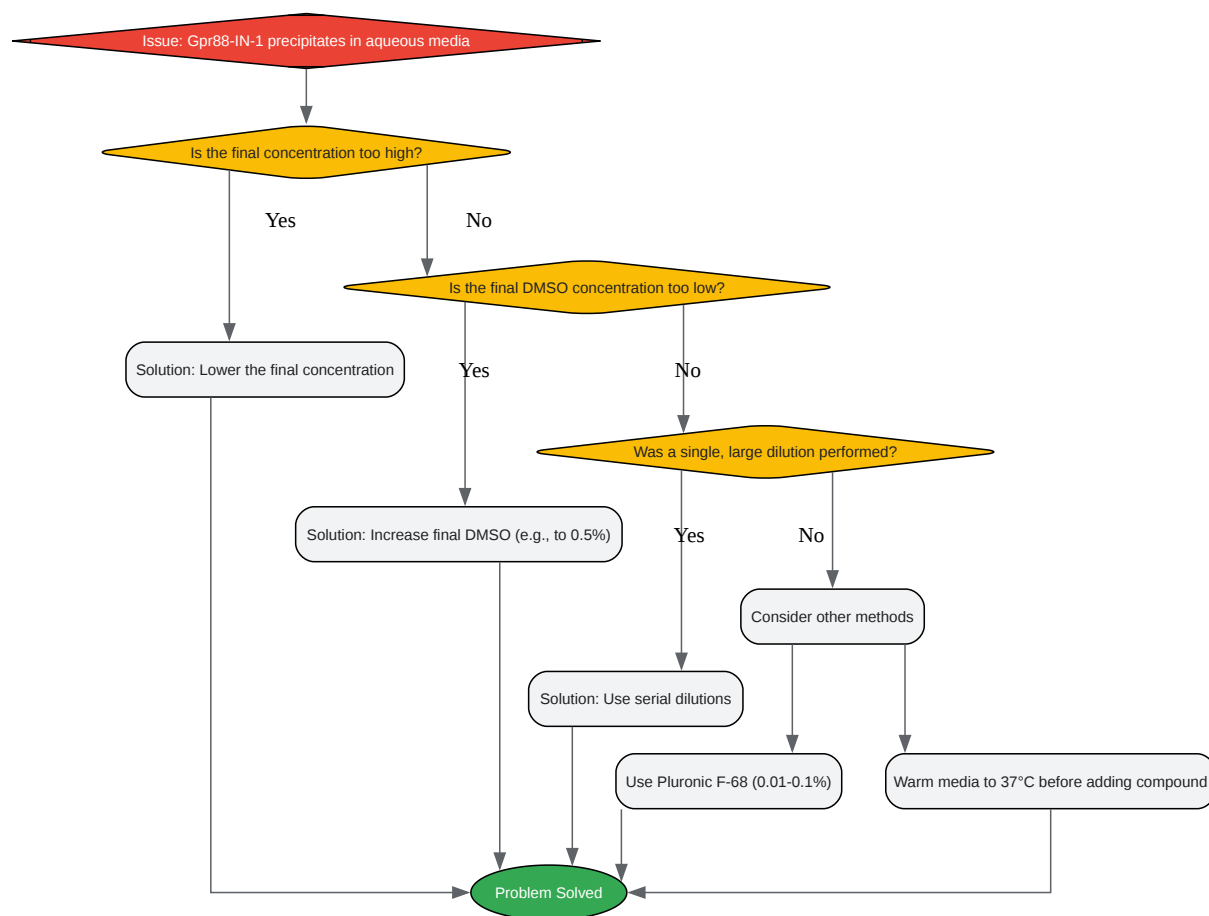 Issue: Gpr88-IN-1 precipitates in aqueous media
Is the final concentration too high?
Yes
No
Is the final DMSO concentration too low?
Solution: Lower the final concentration
Yes
No
Was a single, large dilution performed?
Solution: Increase final DMSO (e.g., to 0.5%)
Yes
No
Consider other methods
Solution: Use serial dilutions
Use Pluronic F-68 (0.01-0.1%)
Warm media to 37°C before adding compound
Problem Solved